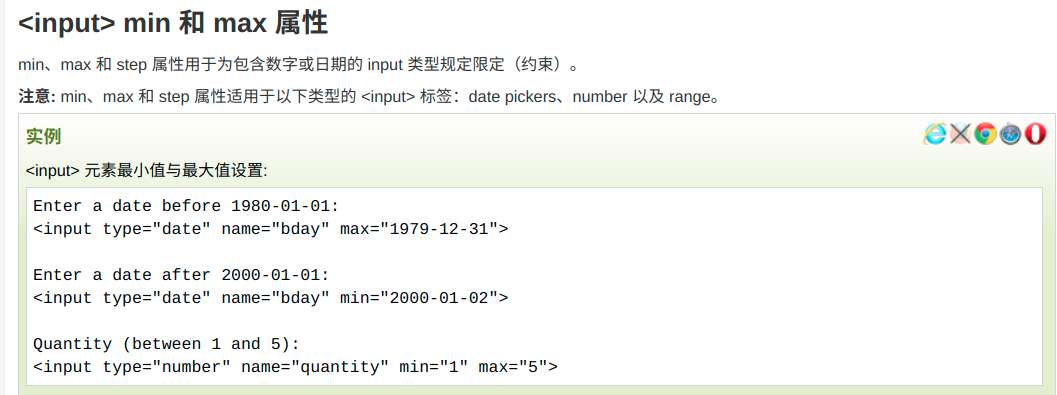 <input> min 和 max 属性
min、max 和 step 属性用于为包含数字或日期的 input 类型规定限定（约束）。
注意: min、max 和 step 属性适用于以下类型的 <input> 标签：date pickers、number 以及 range。
实例
<input> 元素最小值与最大值设置:
Enter a date before 1980-01-01:
<input type="date" name="bday" max="1979-12-31">
Enter a date after 2000-01-01:
<input type="date" name="bday" min="2000-01-02">
Quantity (between 1 and 5):
<input type="number" name="quantity" min="1" max="5">